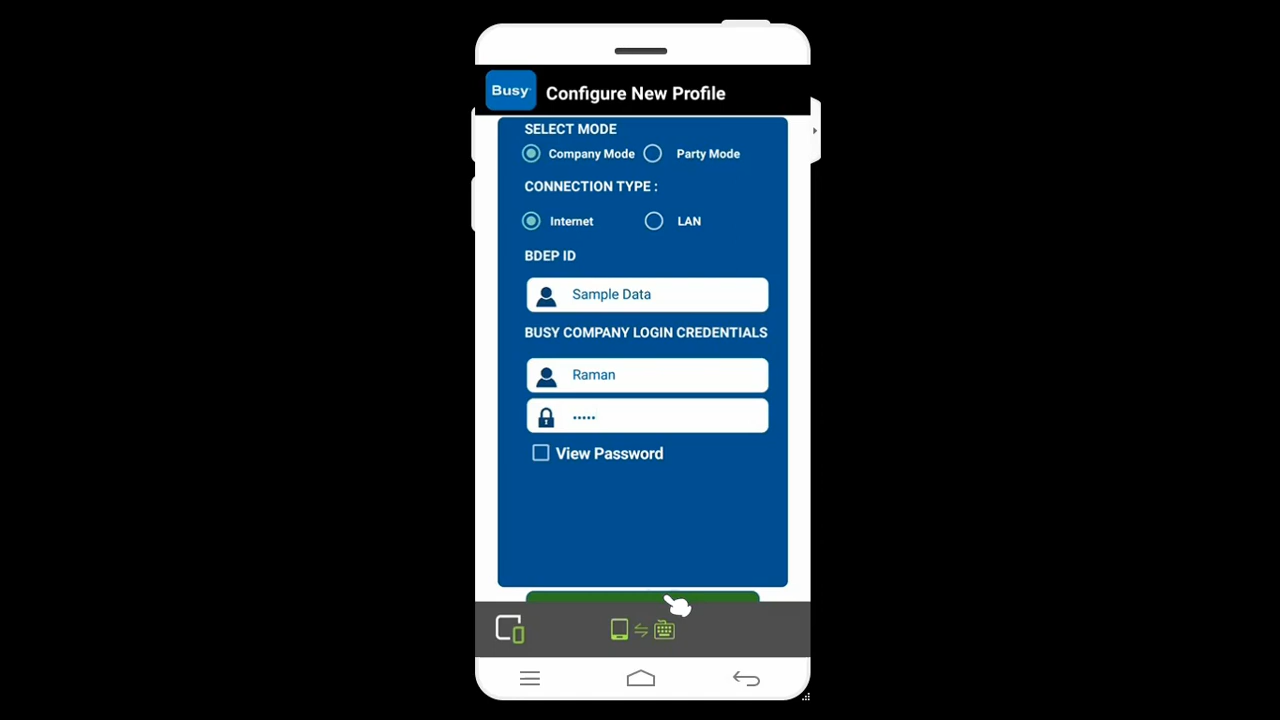 Busy
Configure New Profile
SELECT MODE
Company Mode Party Mode
CONNECTION TYPE :
Internet LAN
BDEP ID
Sample Data
BUSY COMPANY LOGIN CREDENTIALS
Raman
•••••
View Password